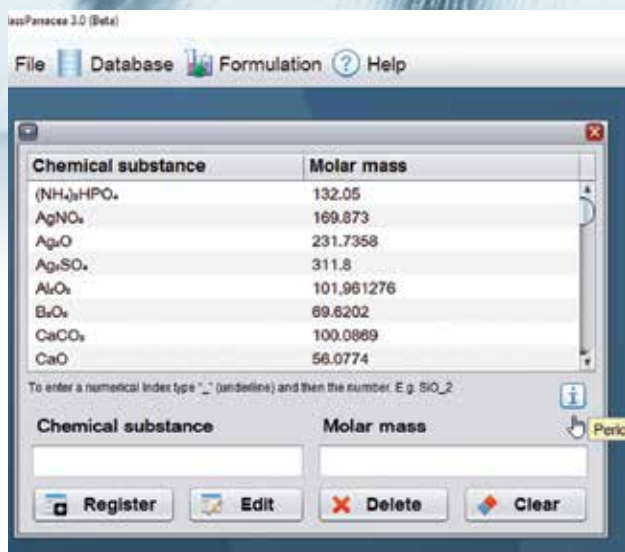 lassPanacea 3.0 (Beta)
File Database Formulation ? Help
Chemical substance Molar mass
(NH₄)₂HPO₄ 132.05
AgNO₃ 169.873
Ag₂O 231.7358
Ag₂SO₄ 311.8
Al₂O₃ 101,961276
B₂O₃ 69.6202
CaCO₃ 100.0869
CaO 56.0774
To enter a numerical index type "_" (underline) and then the number. E.g. SiO_2
i
Perio
Chemical substance Molar mass
Register Edit Delete Clear